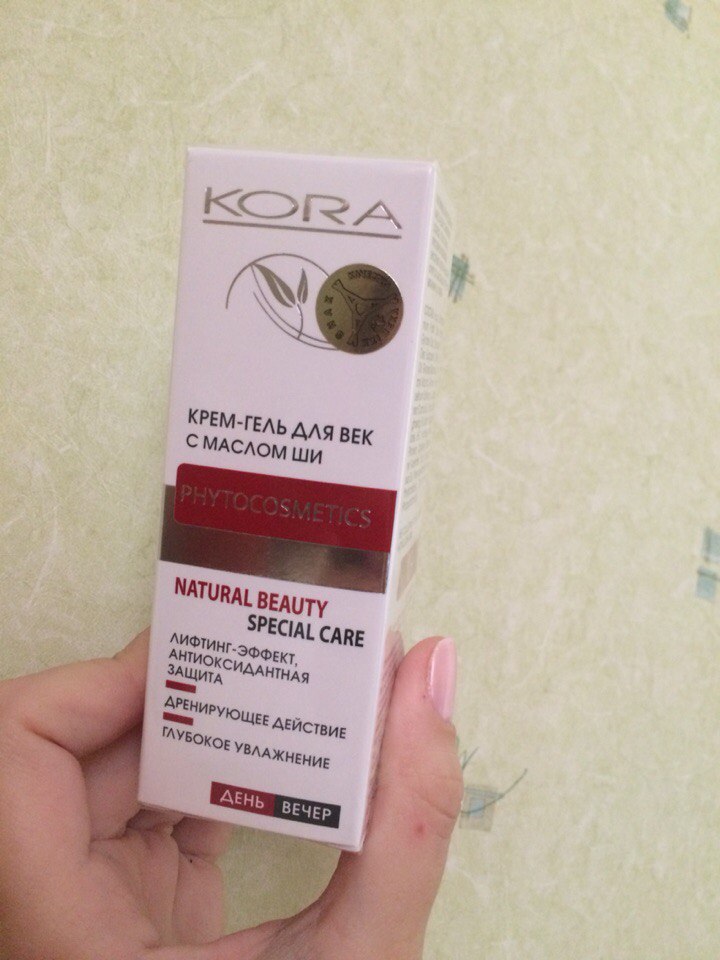 KORA
КРЕМ-ГЕЛЬ ДЛЯ ВЕК
С МАСЛОМ ШИ
PHYTOCOSMETICS
NATURAL BEAUTY
SPECIAL CARE
ЛИФТИНГ-ЭФФЕКТ,
АНТИОКСИДАНТНАЯ
ЗАЩИТА
ДРЕНИРУЮЩЕЕ ДЕЙСТВИЕ
ГЛУБОКОЕ УВЛАЖНЕНИЕ
ДЕНЬ ВЕЧЕР